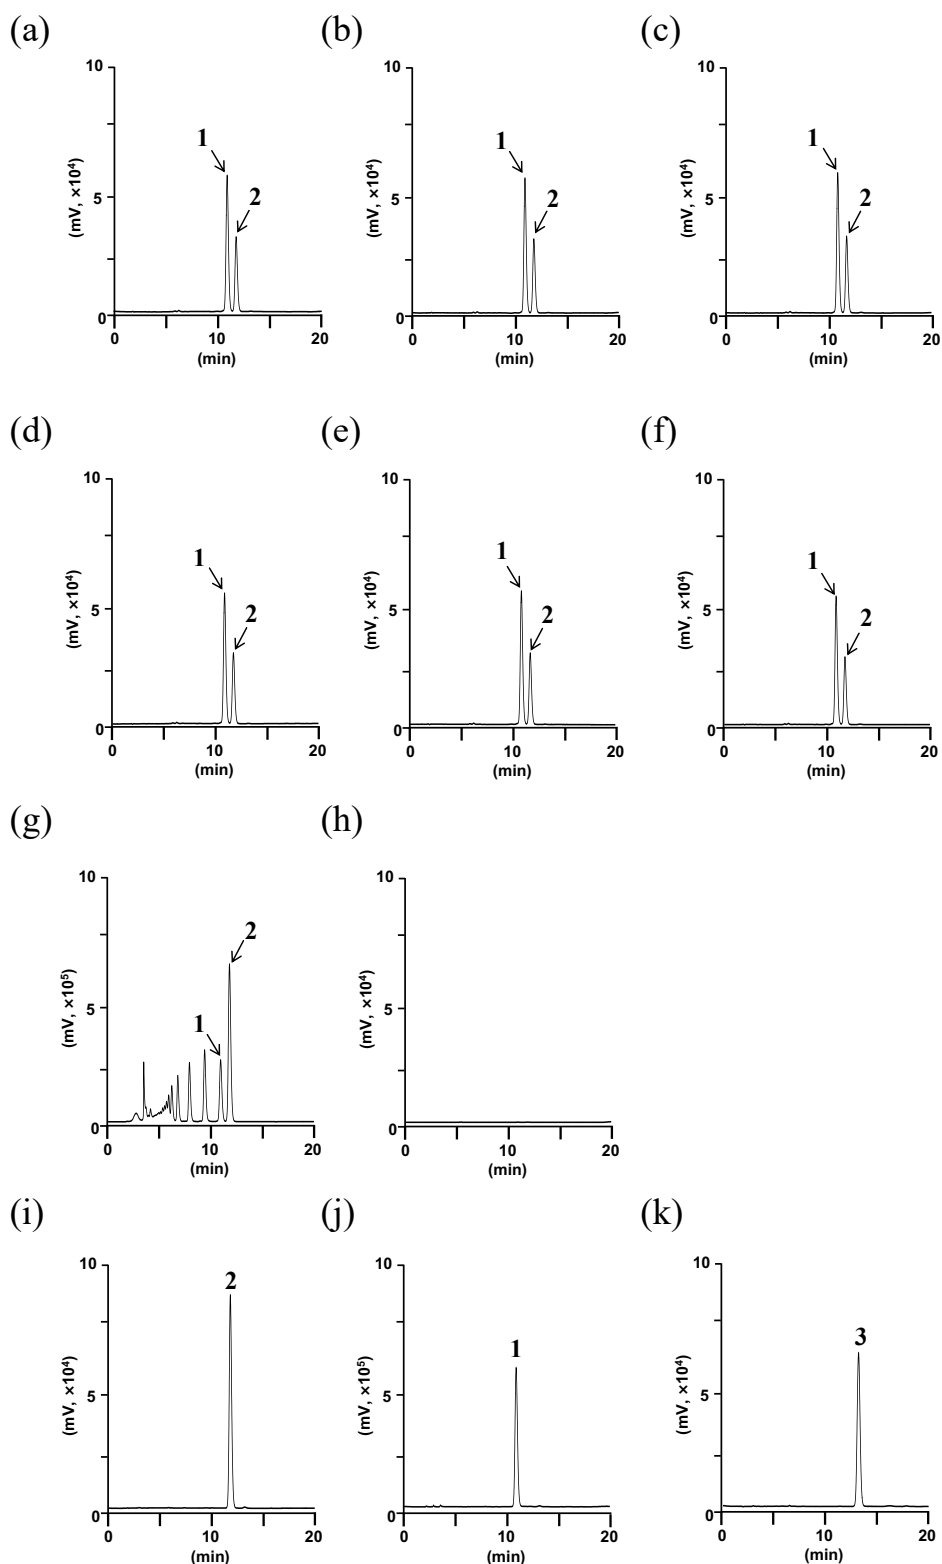 (a) (b) (c)
10 10 10
1 1 1
2 2 2
(mV, ×10⁴) (mV, ×10⁴) (mV, ×10⁴)
5 5 5
0 0 0
0 10 20 0 10 20 0 10 20
(min) (min) (min)
(d) (e) (f)
10 10 10
1 1 1
2 2 2
(mV, ×10⁴) (mV, ×10⁴) (mV, ×10⁴)
5 5 5
0 0 0
0 10 20 0 10 20 0 10 20
(min) (min) (min)
(g) (h)
10 10
2
(mV, ×10⁵) (mV, ×10⁴)
5 5
1
0 0
0 10 20 0 10 20
(min) (min)
(i) (j) (k)
10 10 10
2 1 3
(mV, ×10⁴) (mV, ×10⁵) (mV, ×10⁴)
5 5 5
0 0 0
0 10 20 0 10 20 0 10 20
(min) (min) (min)